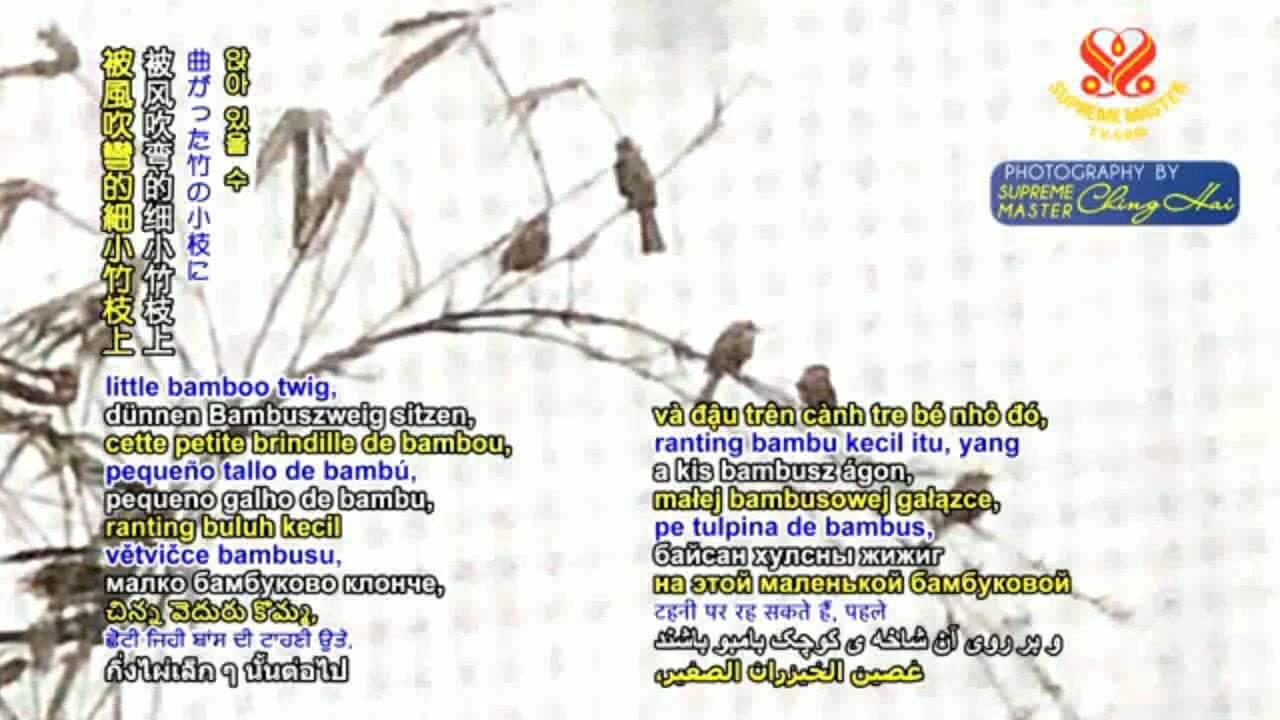 被風吹彎的細小竹枝上
被风吹弯的细小竹枝上
曲がった竹の小枝に
앉아 있을 수
SUPREME MASTER
TV.com
PHOTOGRAPHY BY
SUPREME
MASTER Ching Hai
little bamboo twig,
dünnen Bambuszweig sitzen,
cette petite brindille de bambou,
pequeño tallo de bambú,
pequeno galho de bambu,
ranting buluh kecil
větvičce bambusu,
малко бамбуково клонче,
చిన్న వెదురు కొమ్మ,
ਛੋਟੀ ਜਿਹੀ ਬਾਂਸ ਦੀ ਟਾਹਣੀ ਉਤੇ,
กิ่งไผ่เล็ก ๆ นั้นต่อไป
và đậu trên cành tre bé nhỏ đó,
ranting bambu kecil itu, yang
a kis bambusz ágon,
małej bambusowej gałązce,
pe tulpina de bambus,
байсан хулсны жижиг
на этой маленькой бамбуковой
टहनी पर रह सकते हैं, पहले
و بر روی آن شاخه ی کوچک بامبو باشند
غصين الخيزران الصغير،